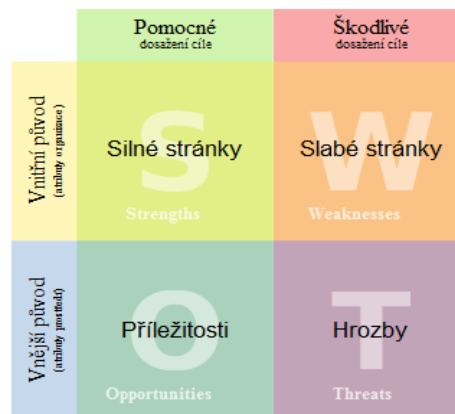 Pomocné
dosažení cíle
Škodlivé
dosažení cíle
Vnitřní původ
(atributy organizace)
S
Silné stránky
Strengths
W
Slabé stránky
Weaknesses
Vnější původ
(atributy prostředí)
O
Příležitosti
Opportunities
T
Hrozby
Threats